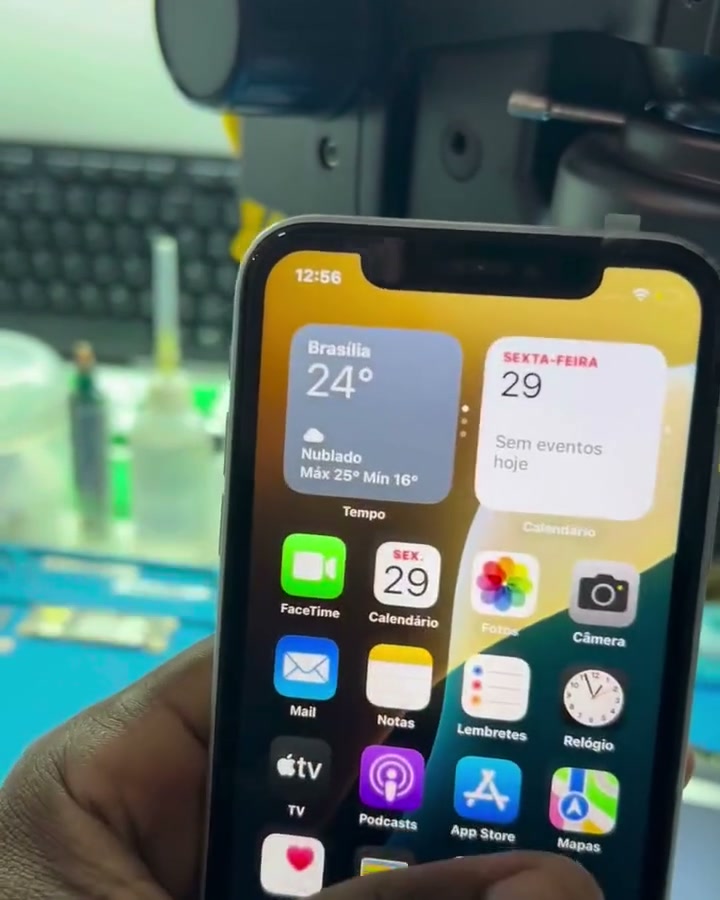 12:56
Brasília
24°
Nublado
Máx 25° Mín 16°
Tempo
SEXTA-FEIRA
29
Sem eventos
hoje
Calendário
FaceTime
SEX.
29
Calendário
Fotos
Câmera
Mail
Notas
Lembretes
Relógio
tv
TV
Podcasts
App Store
Mapas